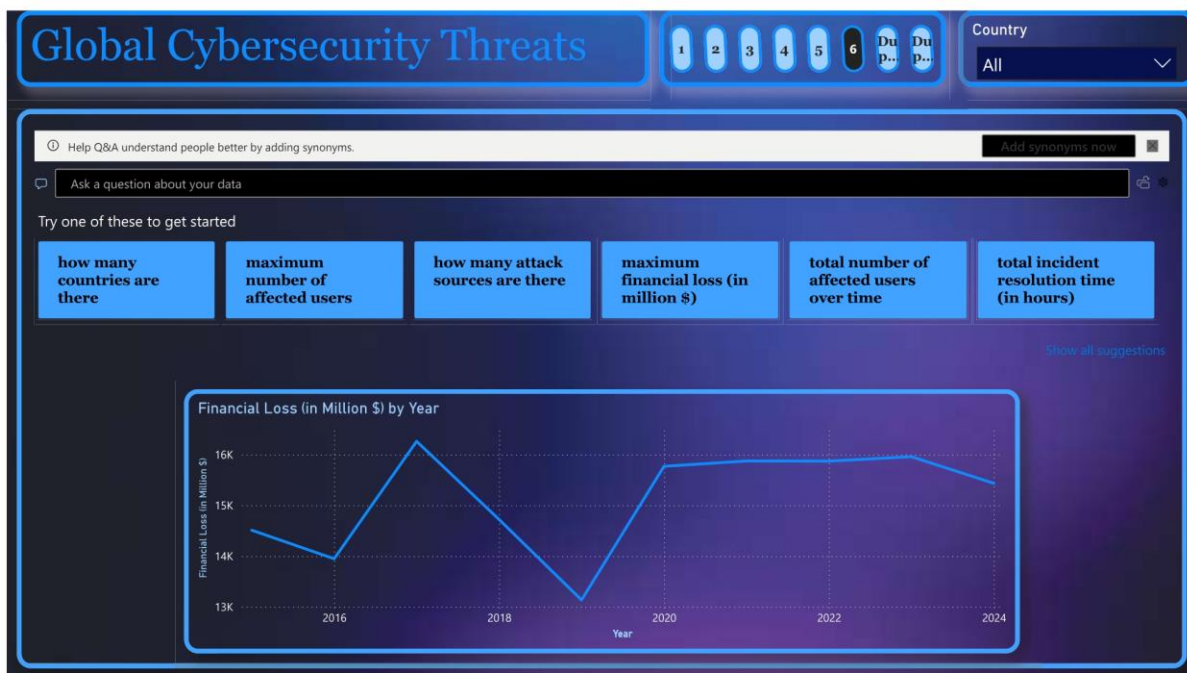 Global Cybersecurity Threats
1
2
3
4
5
6
Du
p...
Du
p...
Country
All
Help Q&A understand people better by adding synonyms.
Add synonyms now
Ask a question about your data
Try one of these to get started
how many
countries are
there
maximum
number of
affected users
how many attack
sources are there
maximum
financial loss (in
million $)
total number of
affected users
over time
total incident
resolution time
(in hours)
Show all suggestions
Financial Loss (in Million $) by Year
Financial Loss (in Million $)
16K
15K
14K
13K
2016
2018
2020
2022
2024
Year